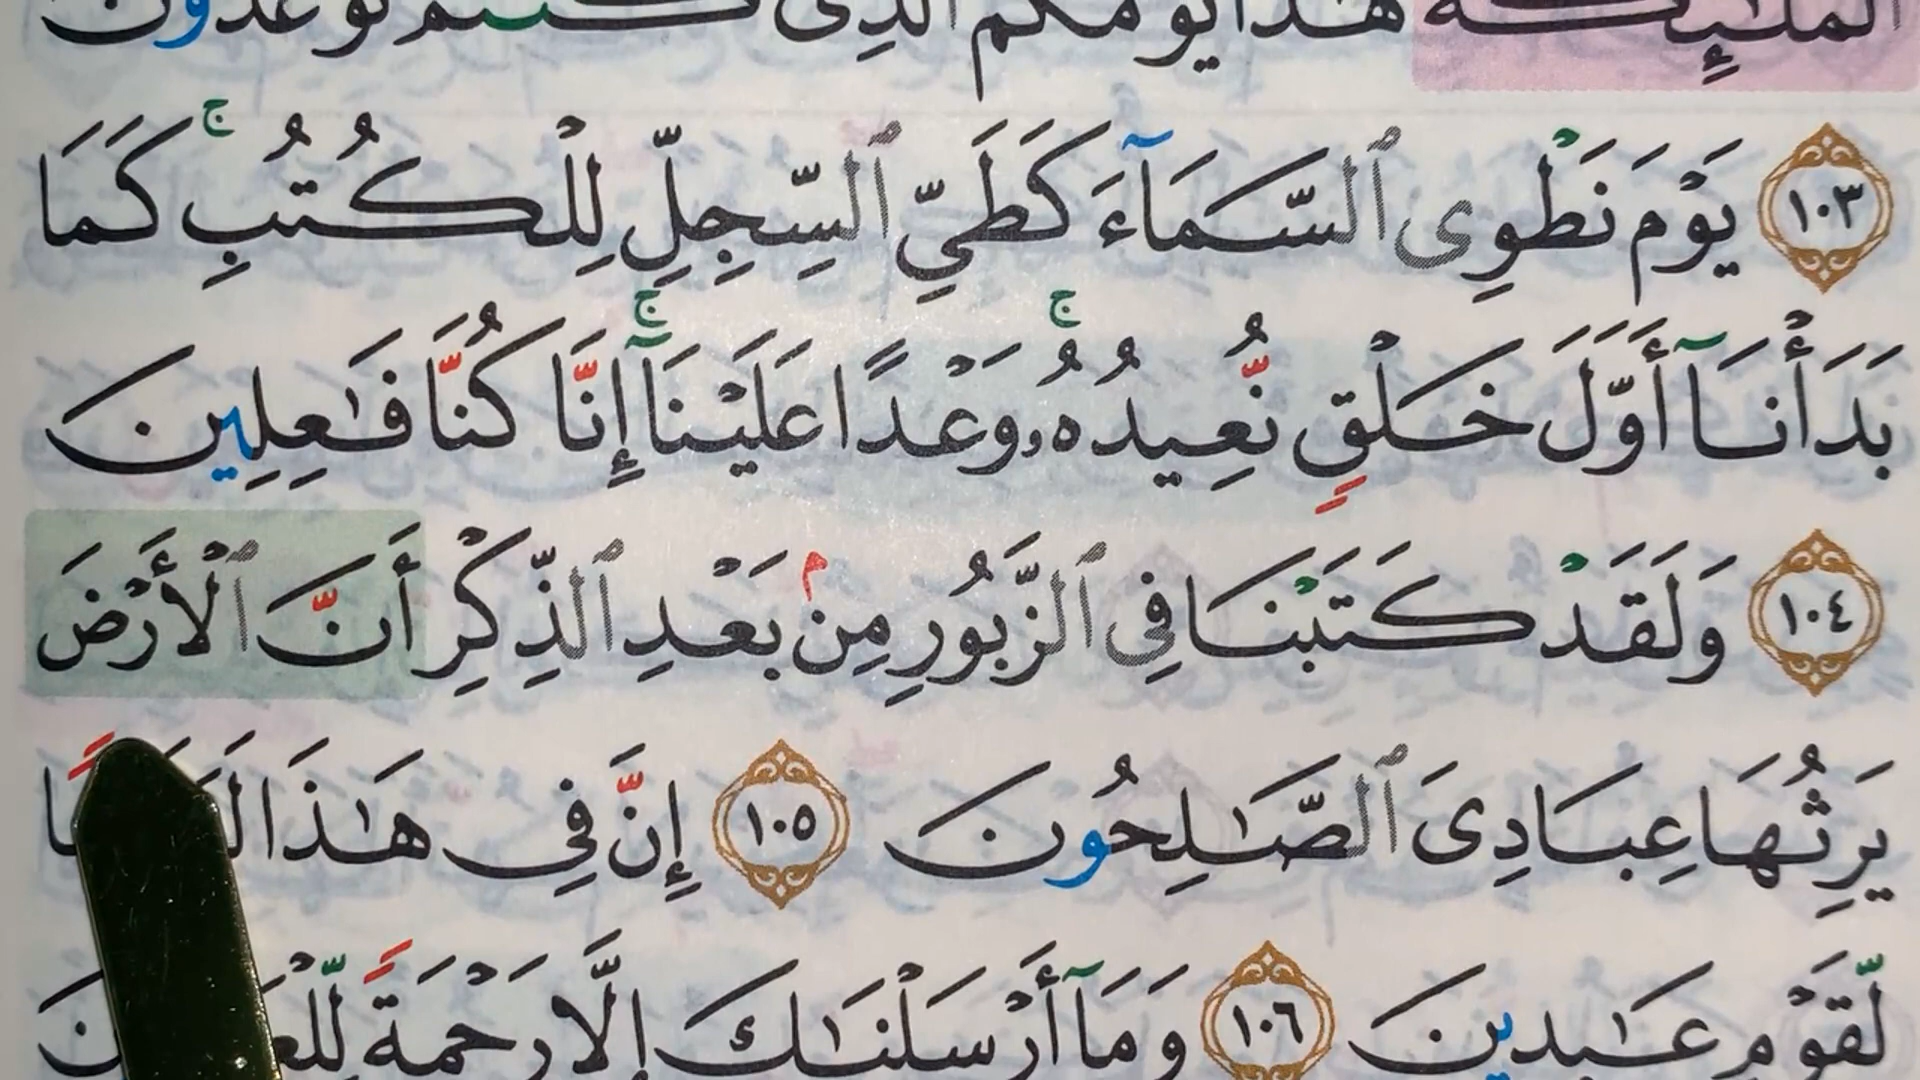 ٱلْمَلَـٰٓئِكَةُ هَـٰذَا يَوْمُكُمُ ٱلَّذِى كُنتُمْ تُوعَدُونَ
١٠٣ يَوْمَ نَطْوِى ٱلسَّمَآءَ كَطَىِّ ٱلسِّجِلِّ لِلْكُتُبِ ۚ كَمَا
بَدَأْنَآ أَوَّلَ خَلْقٍ نُّعِيدُهُۥ ۚ وَعْدًا عَلَيْنَآ ۚ إِنَّا كُنَّا فَـٰعِلِينَ
١٠٤ وَلَقَدْ كَتَبْنَا فِى ٱلزَّبُورِ مِنۢ بَعْدِ ٱلذِّكْرِ أَنَّ ٱلْأَرْضَ
يَرِثُهَا عِبَادِىَ ٱلصَّـٰلِحُونَ ١٠٥ إِنَّ فِى هَـٰذَا
لِّقَوْمٍ عَـٰبِدِينَ ١٠٦ وَمَآ أَرْسَلْنَـٰكَ إِلَّا رَحْمَةً